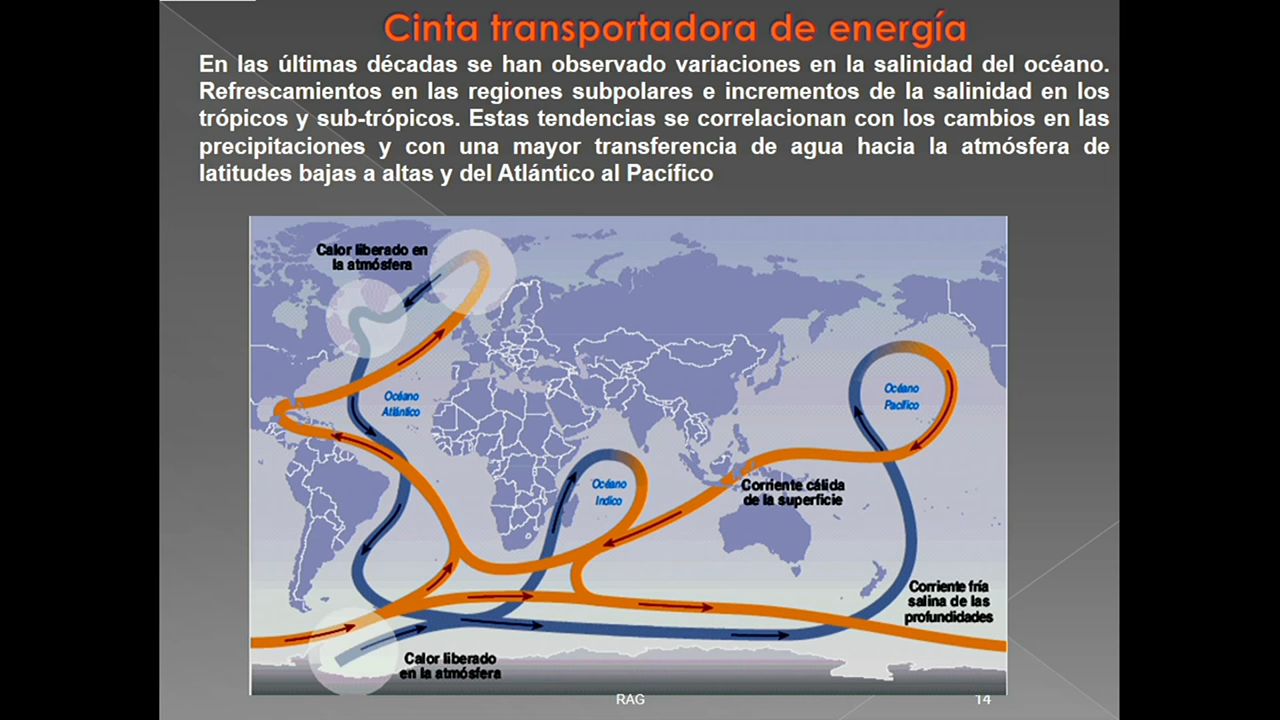 Cinta transportadora de energía
En las últimas décadas se han observado variaciones en la salinidad del océano.
Refrescamientos en las regiones subpolares e incrementos de la salinidad en los
trópicos y sub-trópicos. Estas tendencias se correlacionan con los cambios en las
precipitaciones y con una mayor transferencia de agua hacia la atmósfera de
latitudes bajas a altas y del Atlántico al Pacífico
Calor liberado en
la atmósfera
Océano
Atlántico
Océano
Pacífico
Océano
Indico
Corriente cálida
de la superficie
Corriente fría
salina de las
profundidades
Calor liberado
en la atmósfera
RAG
14